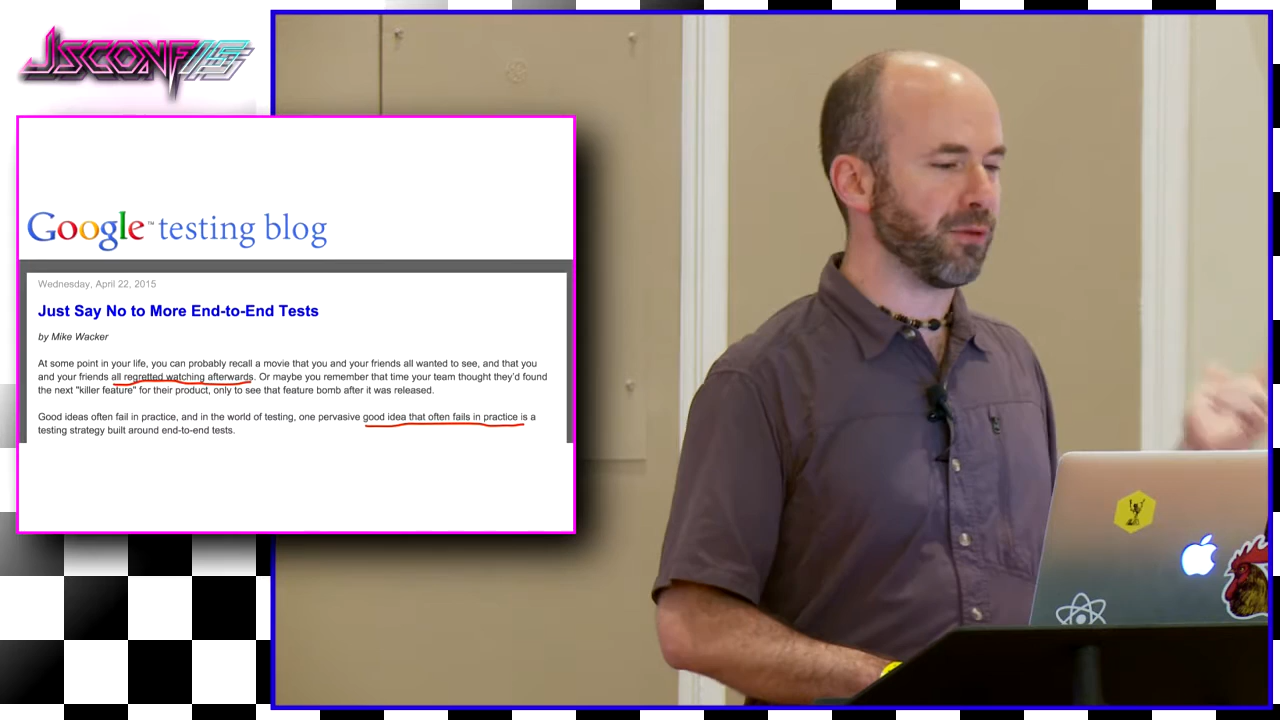 JSCONF15
Google™ testing blog
Wednesday, April 22, 2015
Just Say No to More End-to-End Tests
by Mike Wacker
At some point in your life, you can probably recall a movie that you and your friends all wanted to see, and that you
and your friends all regretted watching afterwards. Or maybe you remember that time your team thought they'd found
the next "killer feature" for their product, only to see that feature bomb after it was released.
Good ideas often fail in practice, and in the world of testing, one pervasive good idea that often fails in practice is a
testing strategy built around end-to-end tests.